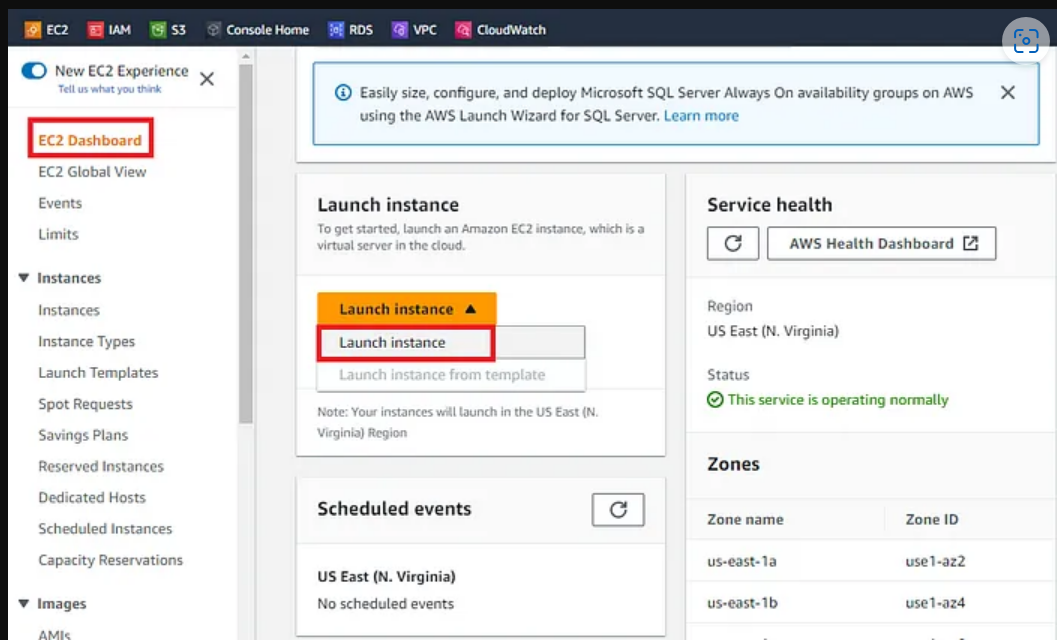 EC2 IAM S3 Console Home RDS VPC CloudWatch
New EC2 Experience
Tell us what you think
EC2 Dashboard
EC2 Global View
Events
Limits
Instances
Instances
Instance Types
Launch Templates
Spot Requests
Savings Plans
Reserved Instances
Dedicated Hosts
Scheduled Instances
Capacity Reservations
Images
AMIs
Easily size, configure, and deploy Microsoft SQL Server Always On availability groups on AWS
using the AWS Launch Wizard for SQL Server. Learn more
Launch instance
To get started, launch an Amazon EC2 instance, which is a
virtual server in the cloud.
Launch instance
Launch instance
Launch instance from template
Note: Your instances will launch in the US East (N.
Virginia) Region
Scheduled events
US East (N. Virginia)
No scheduled events
Service health
AWS Health Dashboard
Region
US East (N. Virginia)
Status
This service is operating normally
Zones
Zone name Zone ID
us-east-1a use1-az2
us-east-1b use1-az4